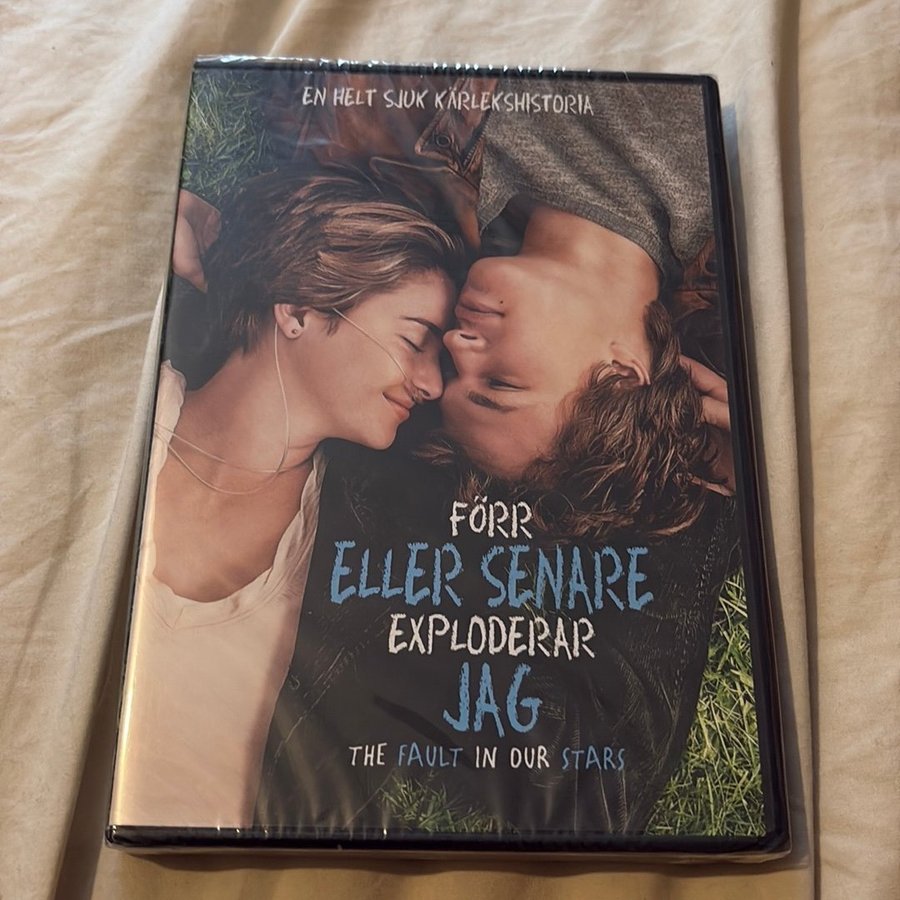 EN HELT SJUK KÄRLEKSHISTORIA
FÖRR
ELLER SENARE
EXPLODERAR
JAG
THE FAULT IN OUR STARS